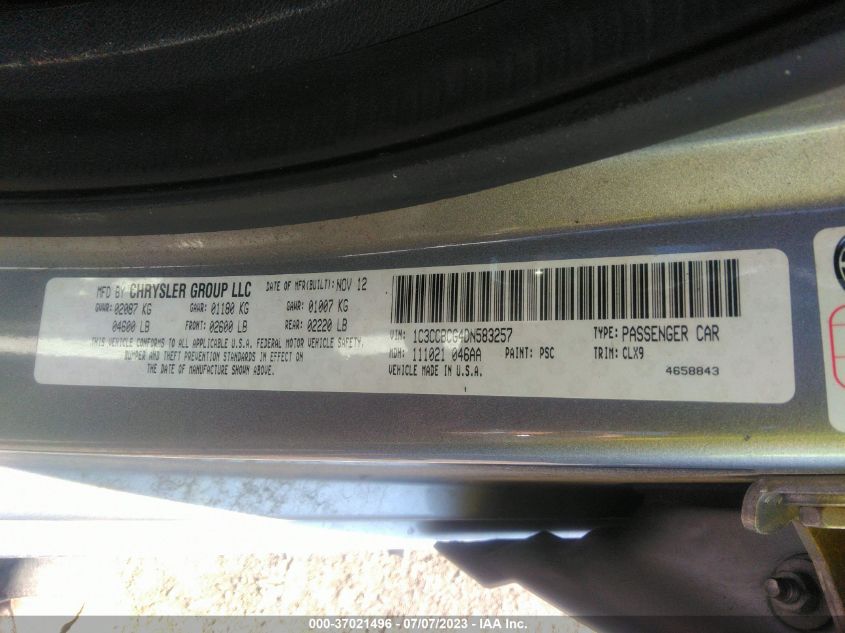 MFD BY CHRYSLER GROUP LLC DATE OF MFR(BUILT): NOV 12
GVWR: 02087 KG GAWR: 01180 KG GAWR: 01007 KG
04600 LB FRONT: 02600 LB REAR: 02220 LB
THIS VEHICLE CONFORMS TO ALL APPLICABLE U.S.A. FEDERAL MOTOR VEHICLE SAFETY,
BUMPER AND THEFT PREVENTION STANDARDS IN EFFECT ON
THE DATE OF MANUFACTURE SHOWN ABOVE.
VIN: 1C3CCBCG4DN583257 TYPE: PASSENGER CAR
MDH: 111021 046AA PAINT: PSC TRIM: CLX9
VEHICLE MADE IN U.S.A. 4658843
000-37021496 - 07/07/2023 - IAA Inc.